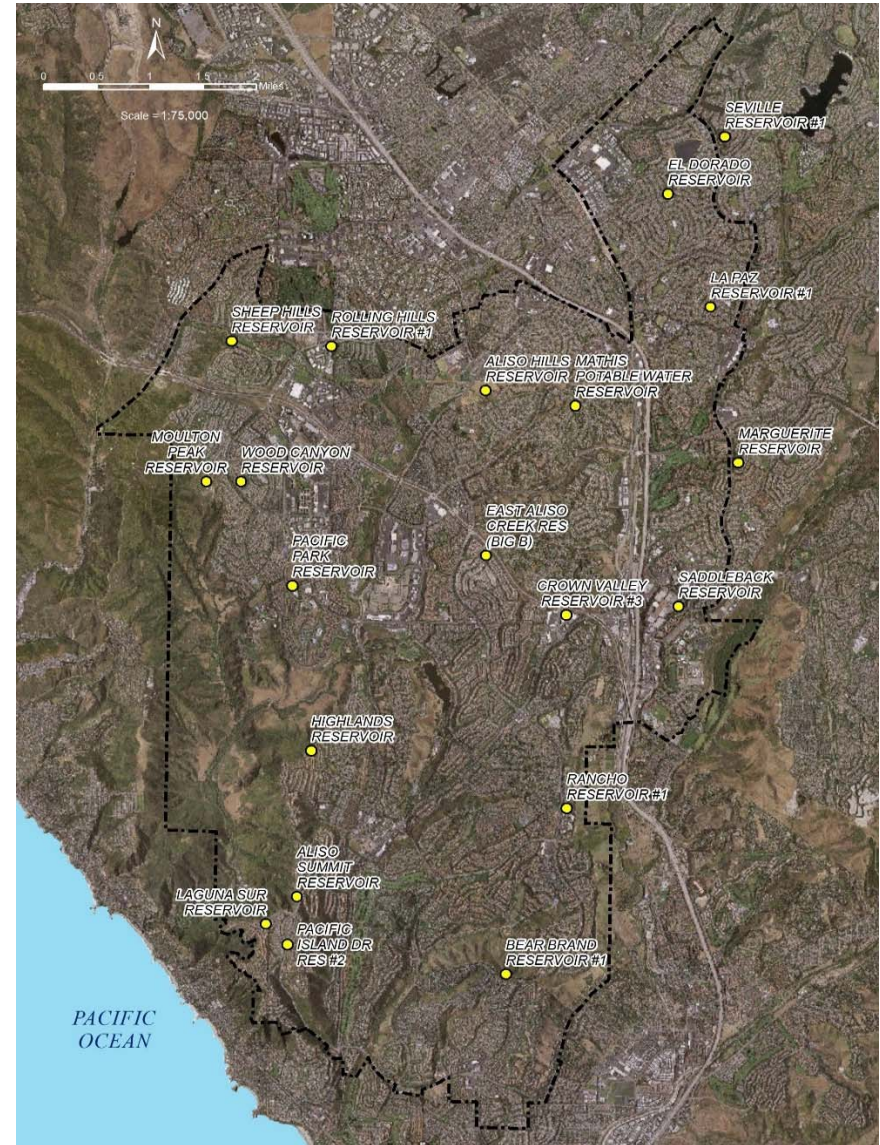 N
0 0.5 1 1.5 2
Miles
Scale = 1:75,000
SEVILLE
RESERVOIR #1
EL DORADO
RESERVOIR
LA PAZ
RESERVOIR #1
SHEEP HILLS
RESERVOIR
ROLLING HILLS
RESERVOIR #1
ALISO HILLS
RESERVOIR
MATHIS
POTABLE WATER
RESERVOIR
MOULTON
PEAK
RESERVOIR
WOOD CANYON
RESERVOIR
MARGUERITE
RESERVOIR
EAST ALISO
CREEK RES
(BIG B)
PACIFIC
PARK
RESERVOIR
CROWN VALLEY
RESERVOIR #3
SADDLEBACK
RESERVOIR
HIGHLANDS
RESERVOIR
RANCHO
RESERVOIR #1
ALISO
SUMMIT
RESERVOIR
LAGUNA SUR
RESERVOIR
PACIFIC
ISLAND DR
RES #2
BEAR BRAND
RESERVOIR #1
PACIFIC
OCEAN